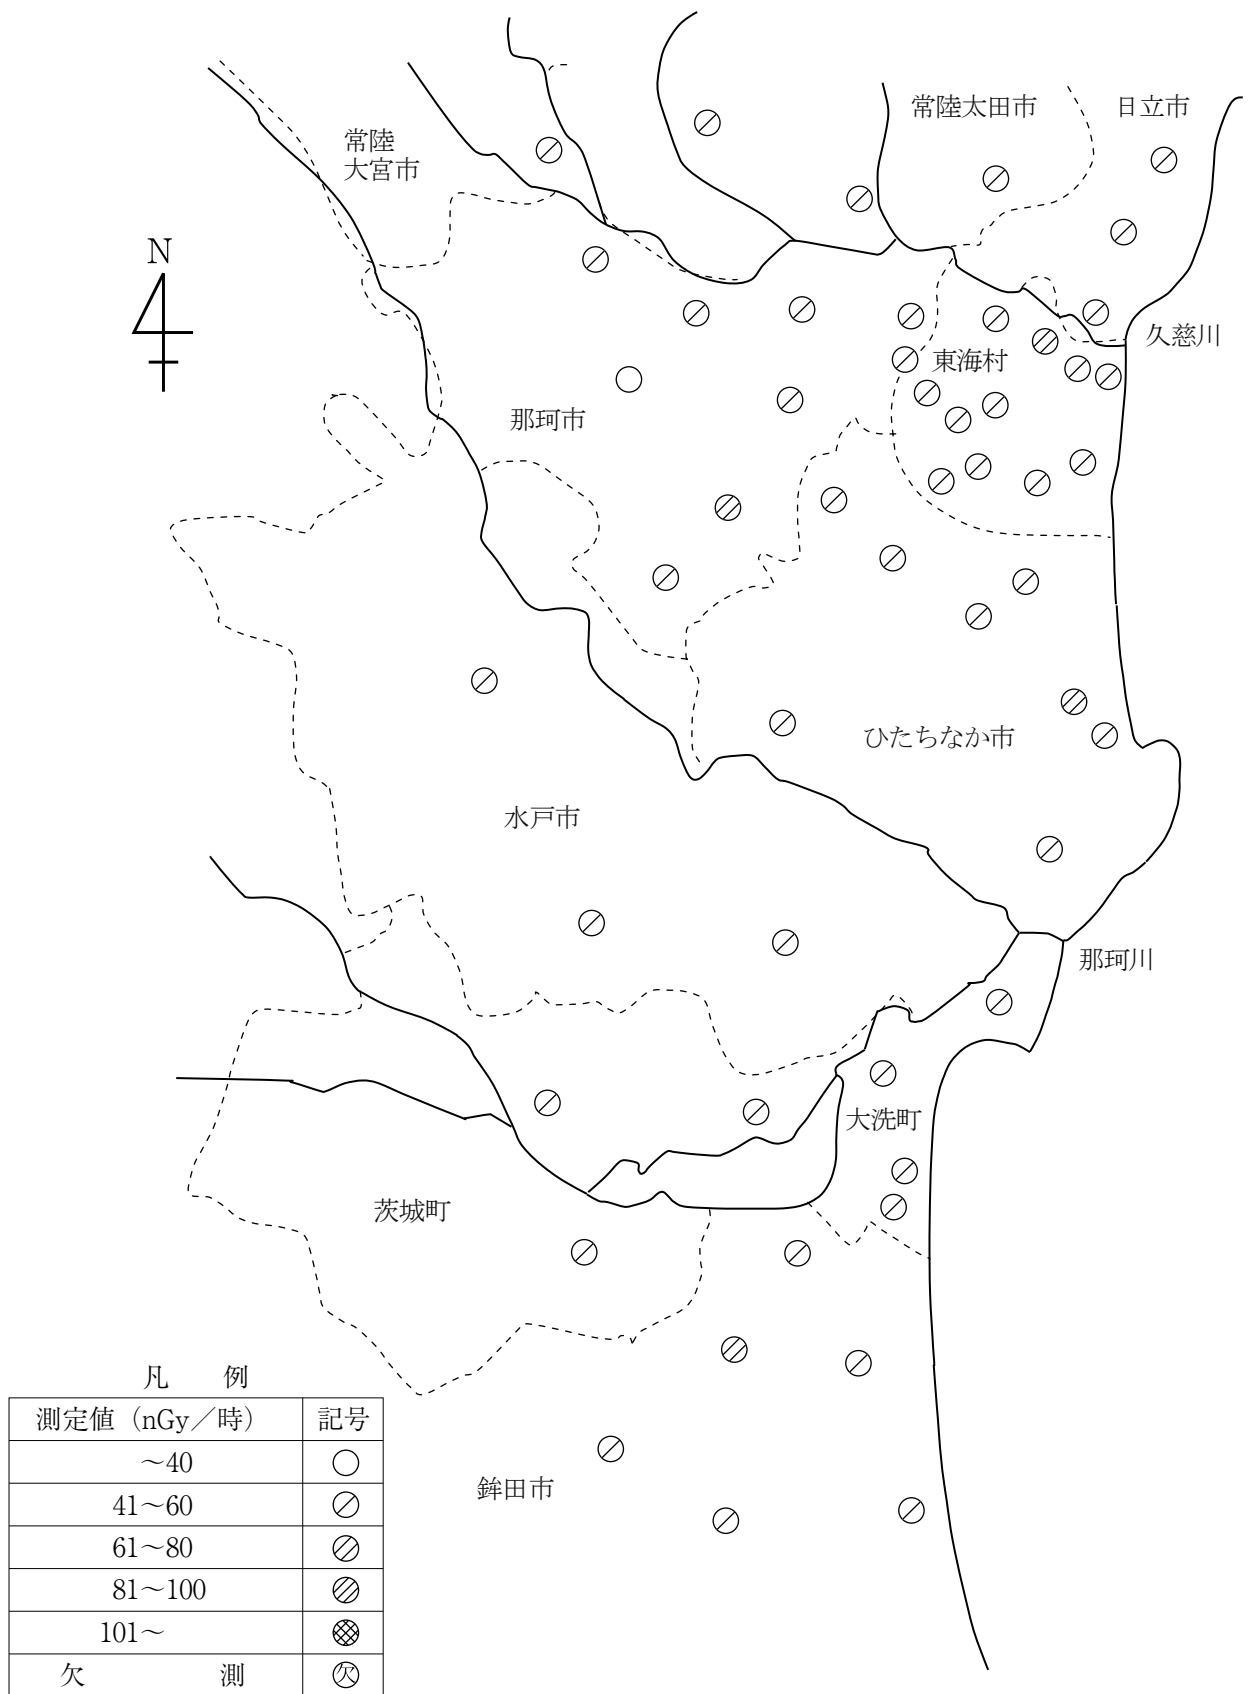 常陸太田市
日立市
常陸
大宮市
N
久慈川
東海村
那珂市
ひたちなか市
水戸市
那珂川
大洗町
茨城町
鉾田市
凡 例
測定値（nGy／時） 記号
～40
41～60
61～80
81～100
101～
欠 測 欠